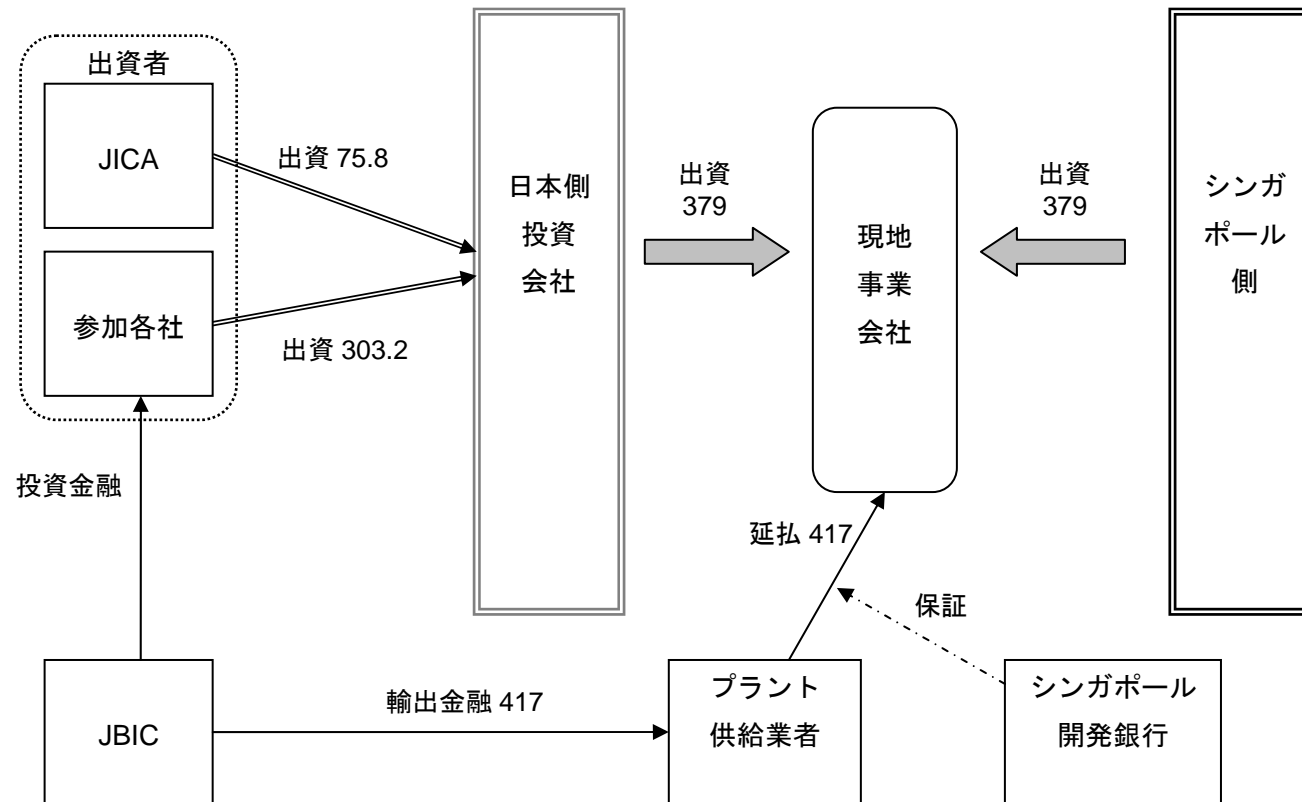 出資者
JICA
出資 75.8
参加各社
出資 303.2
日本側
投資
会社
出資
379
現地
事業
会社
出資
379
シンガ
ポール
側
投資金融
延払 417
保証
JBIC
輸出金融 417
プラント
供給業者
シンガポール
開発銀行